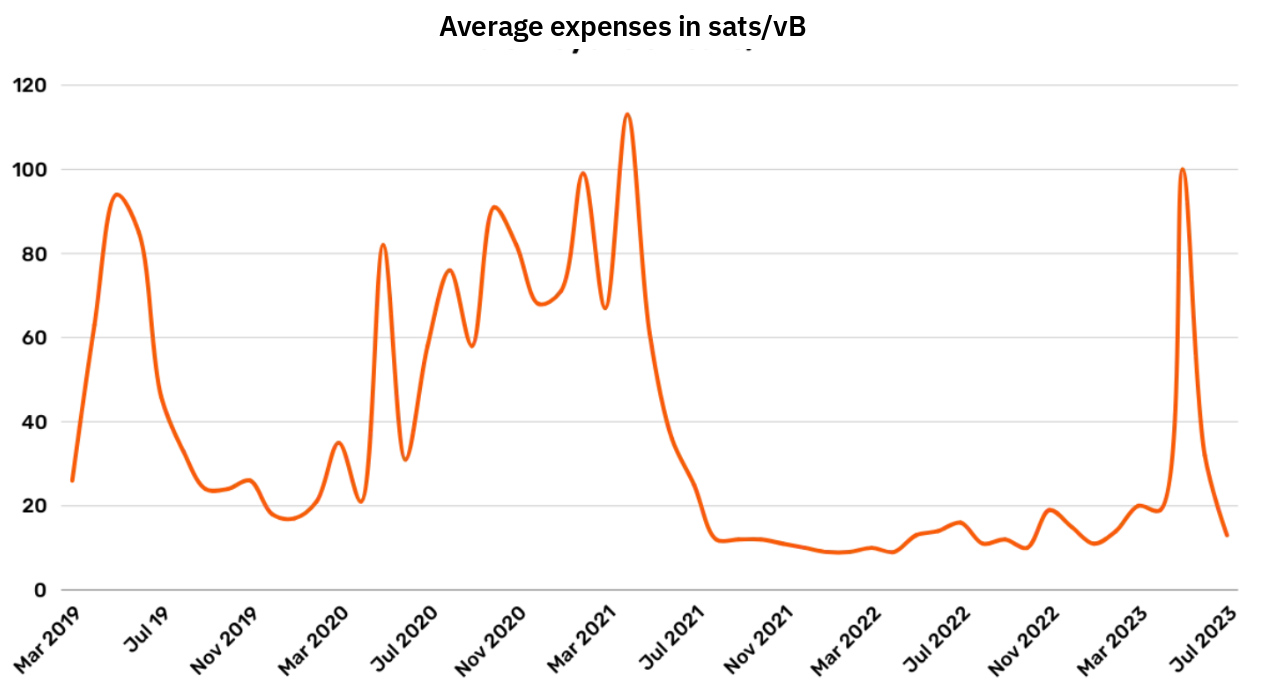 Average expenses in sats/vB
120
100
80
60
40
20
0
Mar 2019
Jul 19
Nov 2019
Mar 2020
Jul 2020
Nov 2020
Mar 2021
Jul 2021
Nov 2021
Mar 2022
Jul 2022
Nov 2022
Mar 2023
Jul 2023